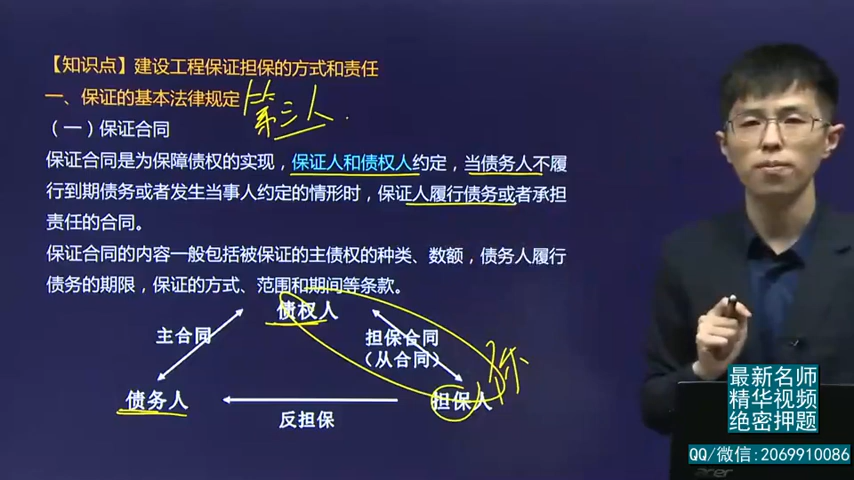 【知识点】建设工程保证担保的方式和责任
一、保证的基本法律规定
第三人
（一）保证合同
保证合同是为保障债权的实现，保证人和债权人约定，当债务人不履
行到期债务或者发生当事人约定的情形时，保证人履行债务或者承担
责任的合同。
保证合同的内容一般包括被保证的主债权的种类、数额，债务人履行
债务的期限，保证的方式、范围和期间等条款。
债权人
主合同
担保合同
（从合同）
债务人
担保人
反担保
最新名师
精华视频
绝密押题
QQ/微信:2069910086
acer